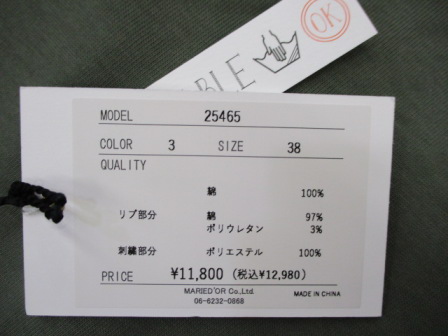 OK
BLE
MODEL 25465
COLOR 3 SIZE 38
QUALITY
綿 100%
リブ部分 綿 97%
ポリウレタン 3%
刺繍部分 ポリエステル 100%
PRICE ¥11,800 (税込¥12,980)
MARIED'OR Co.,Ltd.
06-6232-0868
MADE IN CHINA